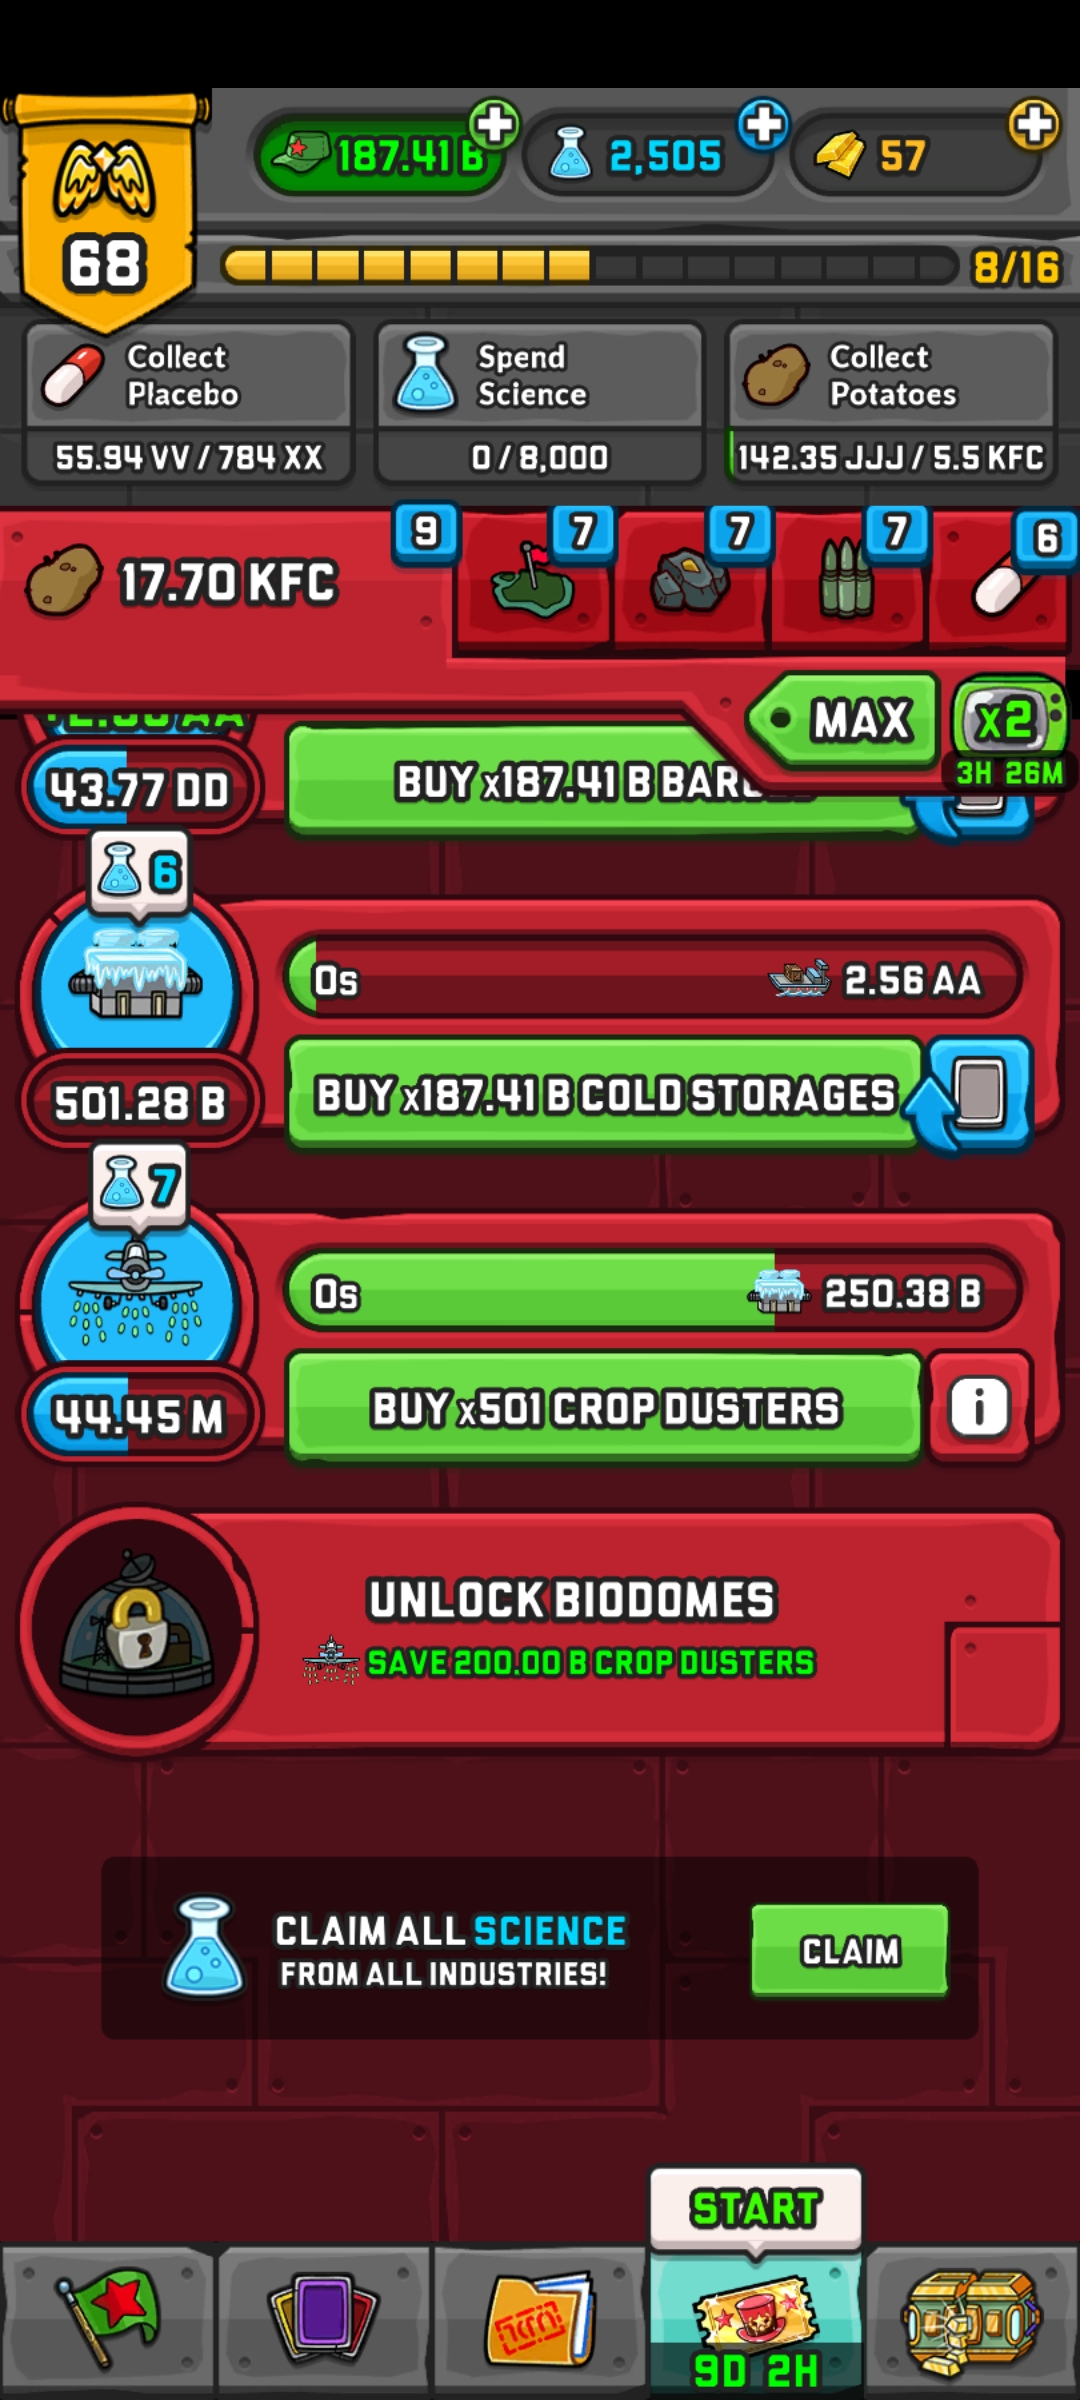 187.41 B
2,505
57
68
8/16
Collect
Placebo
55.94 VV / 784 XX
Spend
Science
0 / 8,000
Collect
Potatoes
142.35 JJJ / 5.5 KFC
17.70 KFC
9
7
7
7
6
MAX
x2
3H 26M
43.77 DD
BUY x187.41 B
6
0s
2.56 AA
501.28 B
BUY x187.41 B COLD STORAGES
7
0s
250.38 B
44.45 M
BUY x501 CROP DUSTERS
i
UNLOCK BIODOMES
SAVE 200.00 B CROP DUSTERS
CLAIM ALL SCIENCE
FROM ALL INDUSTRIES!
CLAIM
START
9D 2H